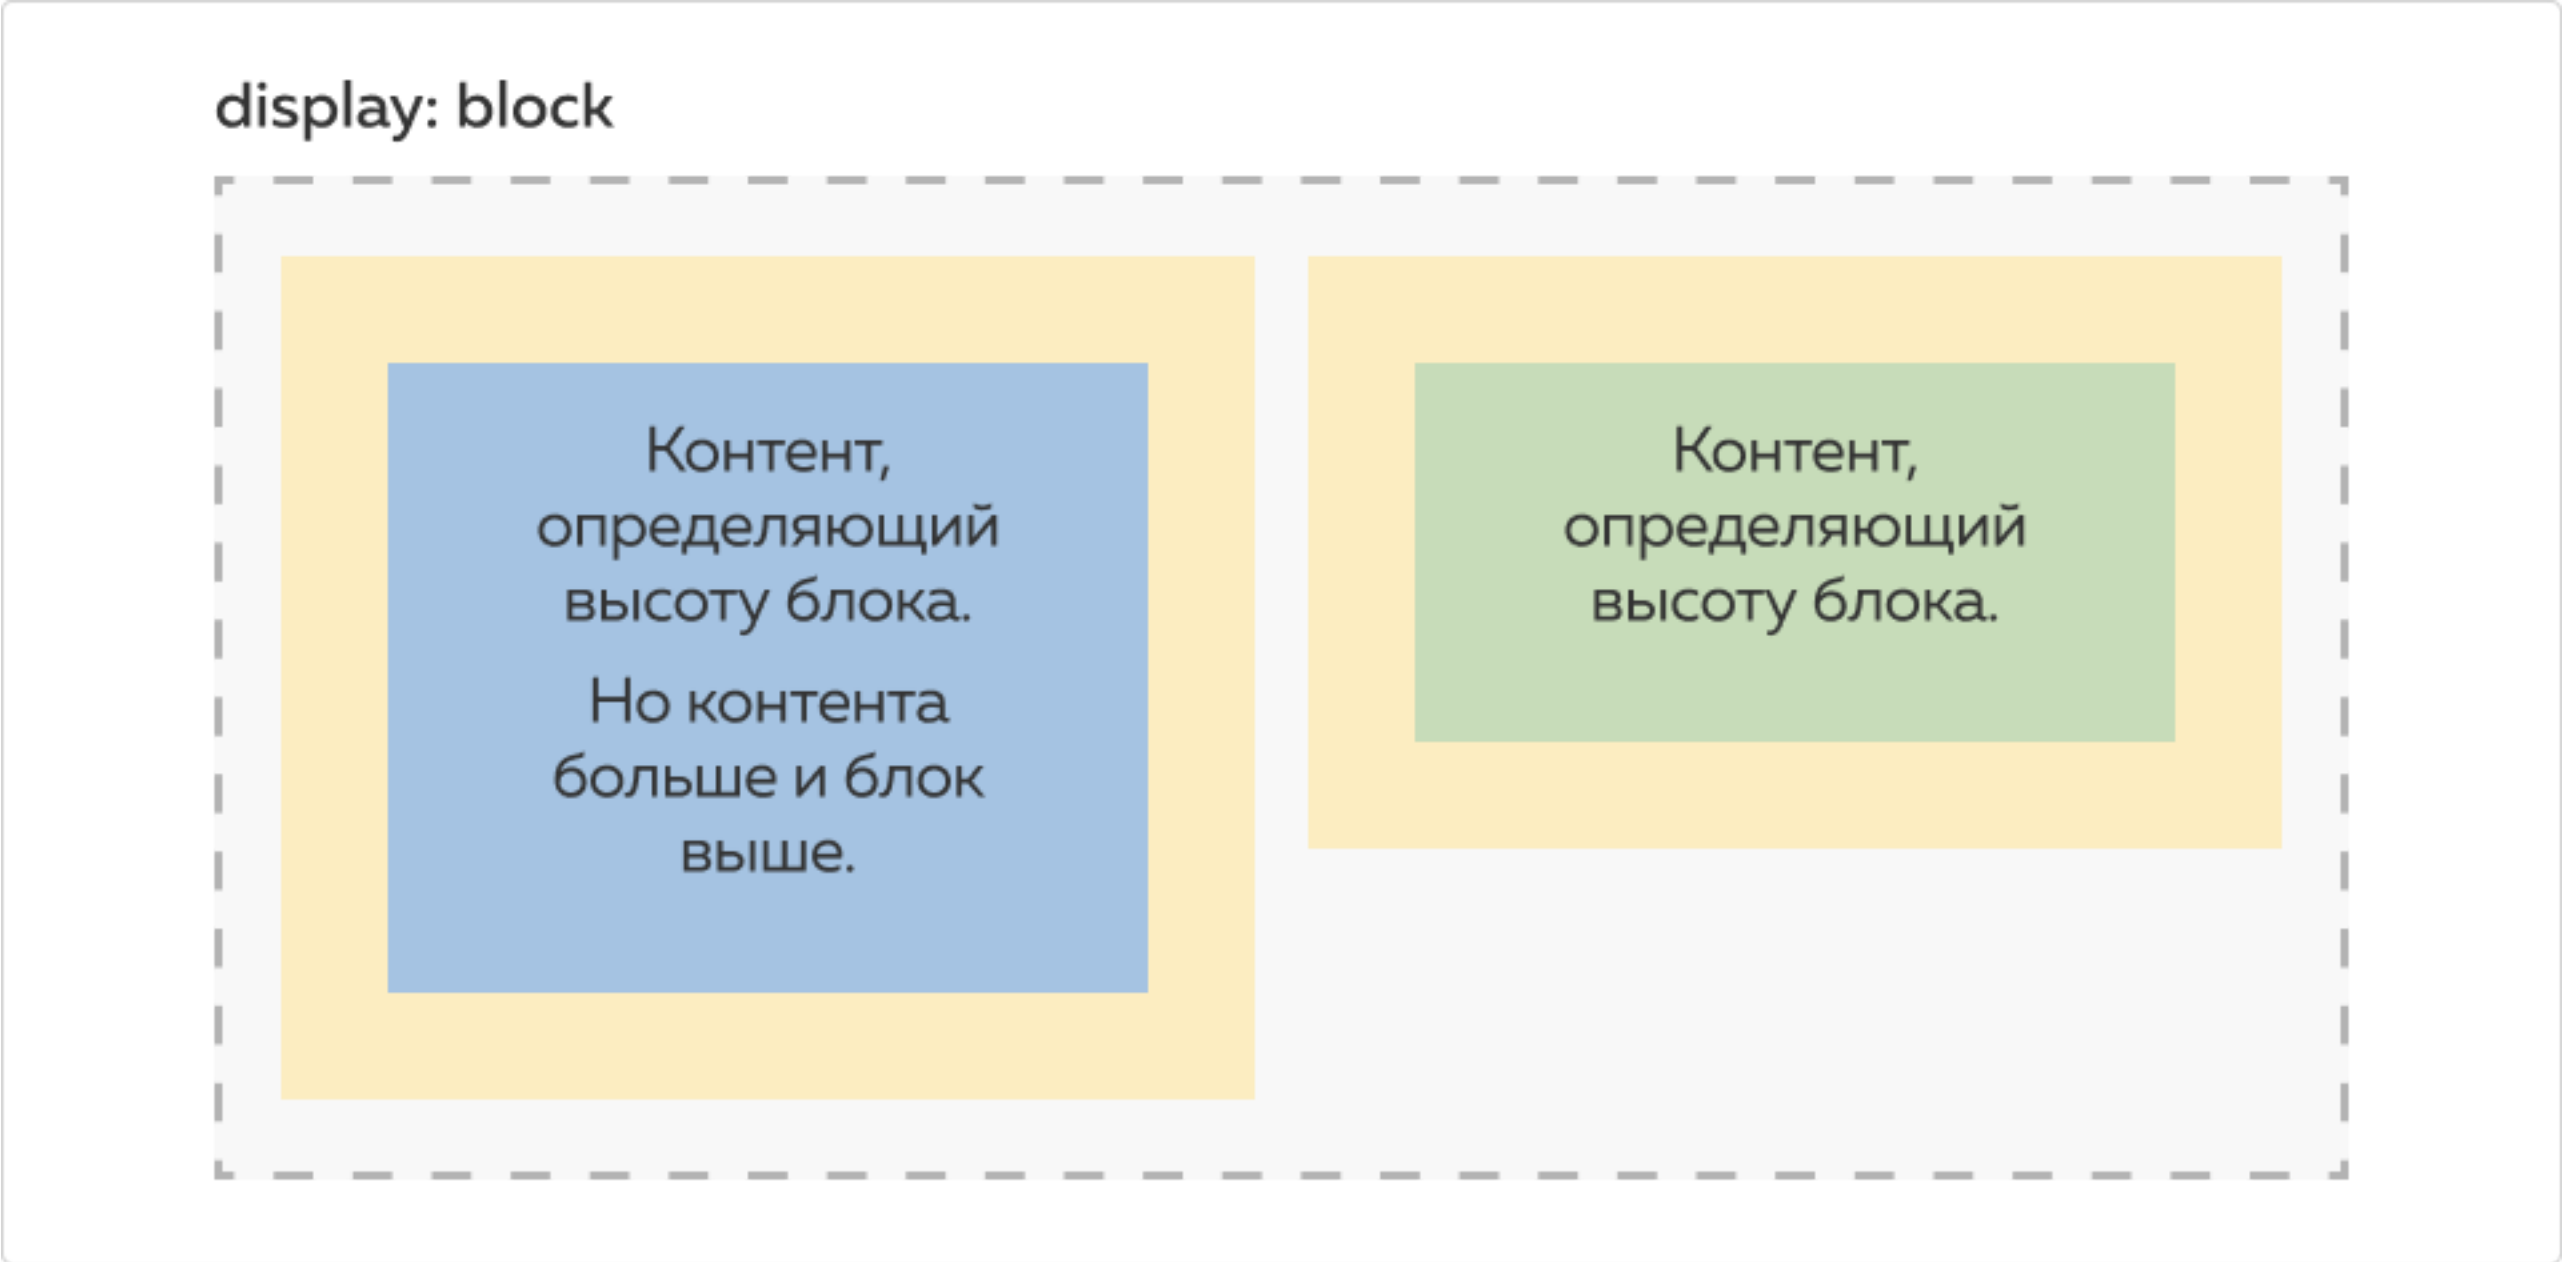 display: block
Контент,
определяющий
высоту блока.
Но контента
больше и блок
выше.
Контент,
определяющий
высоту блока.